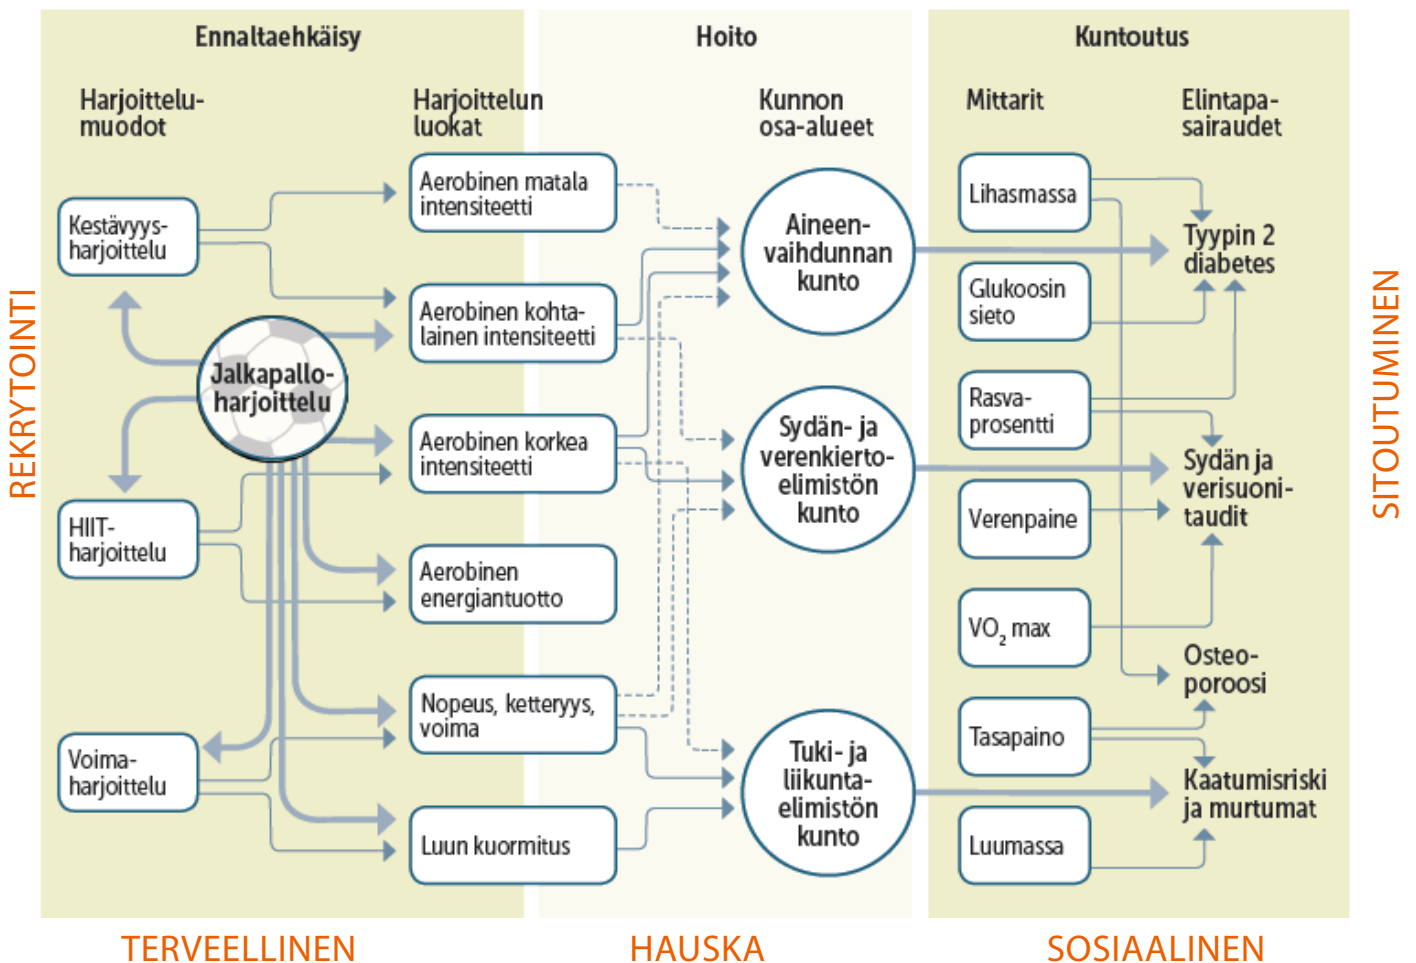 Ennaltaehkäisy
Hoito
Kuntoutus
Harjoittelu-
muodot
Harjoittelun
luokat
Kunnon
osa-alueet
Mittarit
Elintapa-
sairaudet
Kestävyys-
harjoittelu
Jalkapallo-
harjoittelu
HIIT-
harjoittelu
Voima-
harjoittelu
Aerobinen matala
intensiteetti
Aerobinen kohta-
lainen intensiteetti
Aerobinen korkea
intensiteetti
Aerobinen
energiantuotto
Nopeus, ketteryys,
voima
Luun kuormitus
Aineen-
vaihdunnan
kunto
Sydän- ja
verenkierto-
elimistön
kunto
Tuki- ja
liikunta-
elimistön
kunto
Lihasmassa
Glukoosin
sieto
Rasva-
prosentti
Verenpaine
VO₂ max
Tasapaino
Luumassa
Tyypin 2
diabetes
Sydän ja
verisuoni-
taudit
Osteo-
poroosi
Kaatumisriski
ja murtumat
REKRYTOINTI
SITOUTUMINEN
TERVEELLINEN
HAUSKA
SOSIAALINEN